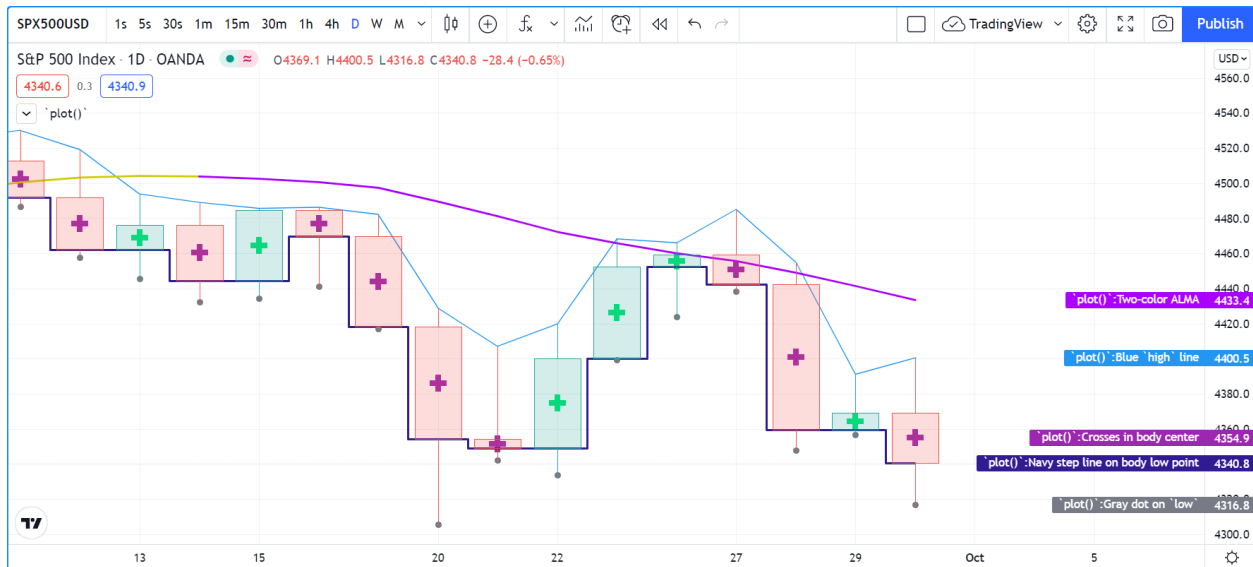 SPX500USD 1s 5s 30s 1m 15m 30m 1h 4h D W M TradingView Publish
S&P 500 Index · 1D · OANDA O4369.1 H4400.5 L4316.8 C4340.8 −28.4 (−0.65%) USD
4340.6 0.3 4340.9
`plot()`
4560.0
4540.0
4520.0
4500.0
4480.0
4460.0
4440.0
`plot()`:Two-color ALMA 4433.4
4420.0
`plot()`:Blue `high` line 4400.5
4380.0
4360.0
`plot()`:Crosses in body center 4354.9
`plot()`:Navy step line on body low point 4340.8
`plot()`:Gray dot on `low` 4316.8
4300.0
13 15 20 22 27 29 Oct 5